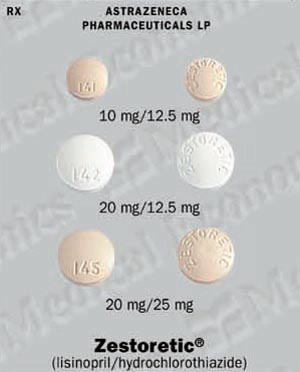 RX
ASTRAZENECA
PHARMACEUTICALS LP
141 ZESTORETIC
10 mg/12.5 mg
142 ZESTORETIC
20 mg/12.5 mg
145 ZESTORETIC
20 mg/25 mg
Zestoretic®
(lisinopril/hydrochlorothiazide)